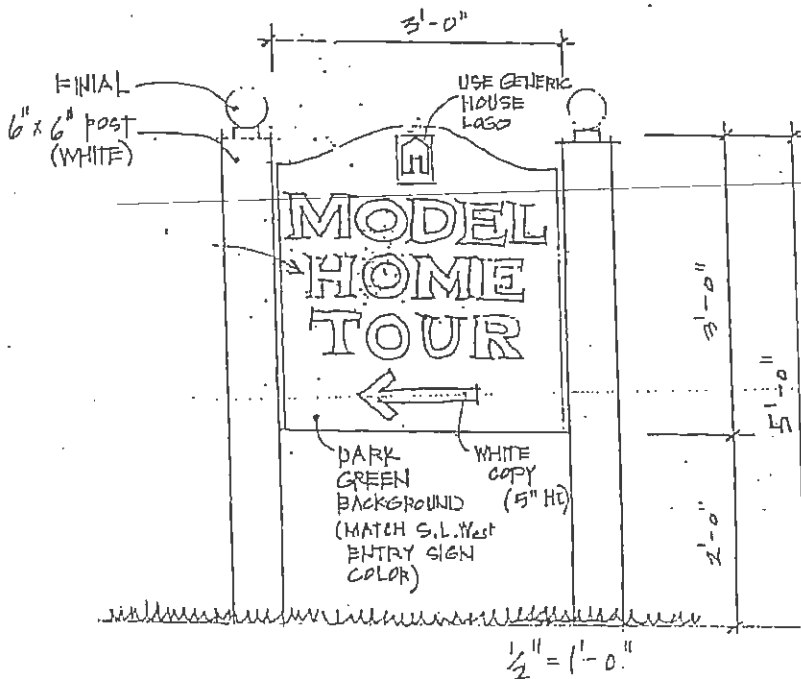 3'-0"
FINIAL
6" x 6" POST
(WHITE)
USE GENERIC
HOUSE
LOGO
MODEL
HOME
TOUR
3'-0"
5'-0"
2'-0"
DARK
GREEN
BACKGROUND
(MATCH S.L.West
ENTRY SIGN
COLOR)
WHITE
COPY
(5" HT)
1/2" = 1'-0"